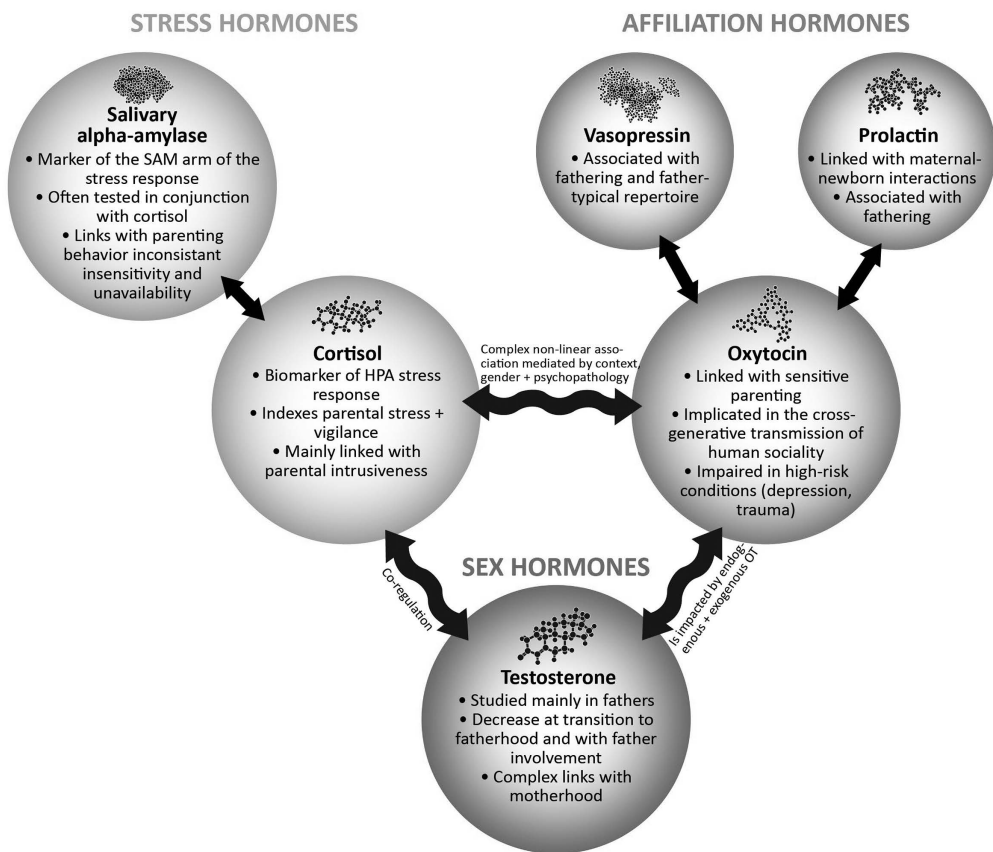 STRESS HORMONES
AFFILIATION HORMONES
Salivary
alpha-amylase
• Marker of the SAM arm of the
stress response
• Often tested in conjunction
with cortisol
• Links with parenting
behavior inconsistant
insensitivity and
unavailability
Vasopressin
• Associated with
fathering and father-
typical repertoire
Prolactin
• Linked with maternal-
newborn interactions
• Associated with
fathering
Cortisol
• Biomarker of HPA stress
response
• Indexes parental stress +
vigilance
• Mainly linked with
parental intrusiveness
Complex non-linear asso-
ciation mediated by context,
gender + psychopathology
Oxytocin
• Linked with sensitive
parenting
• Implicated in the cross-
generative transmission of
human sociality
• Impaired in high-risk
conditions (depression,
trauma)
Co-regulation
SEX HORMONES
Is impacted by endog-
enous + exogenous OT
Testosterone
• Studied mainly in fathers
• Decrease at transition to
fatherhood and with father
involvement
• Complex links with
motherhood